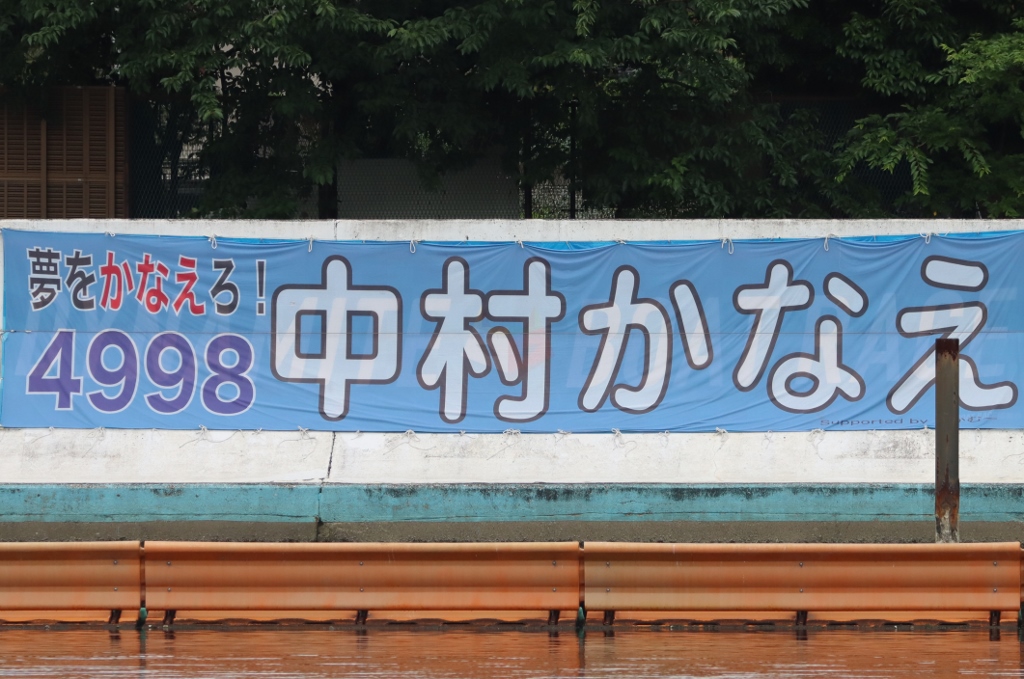 夢をかなえろ！
4998
中村かなえ
Supported by